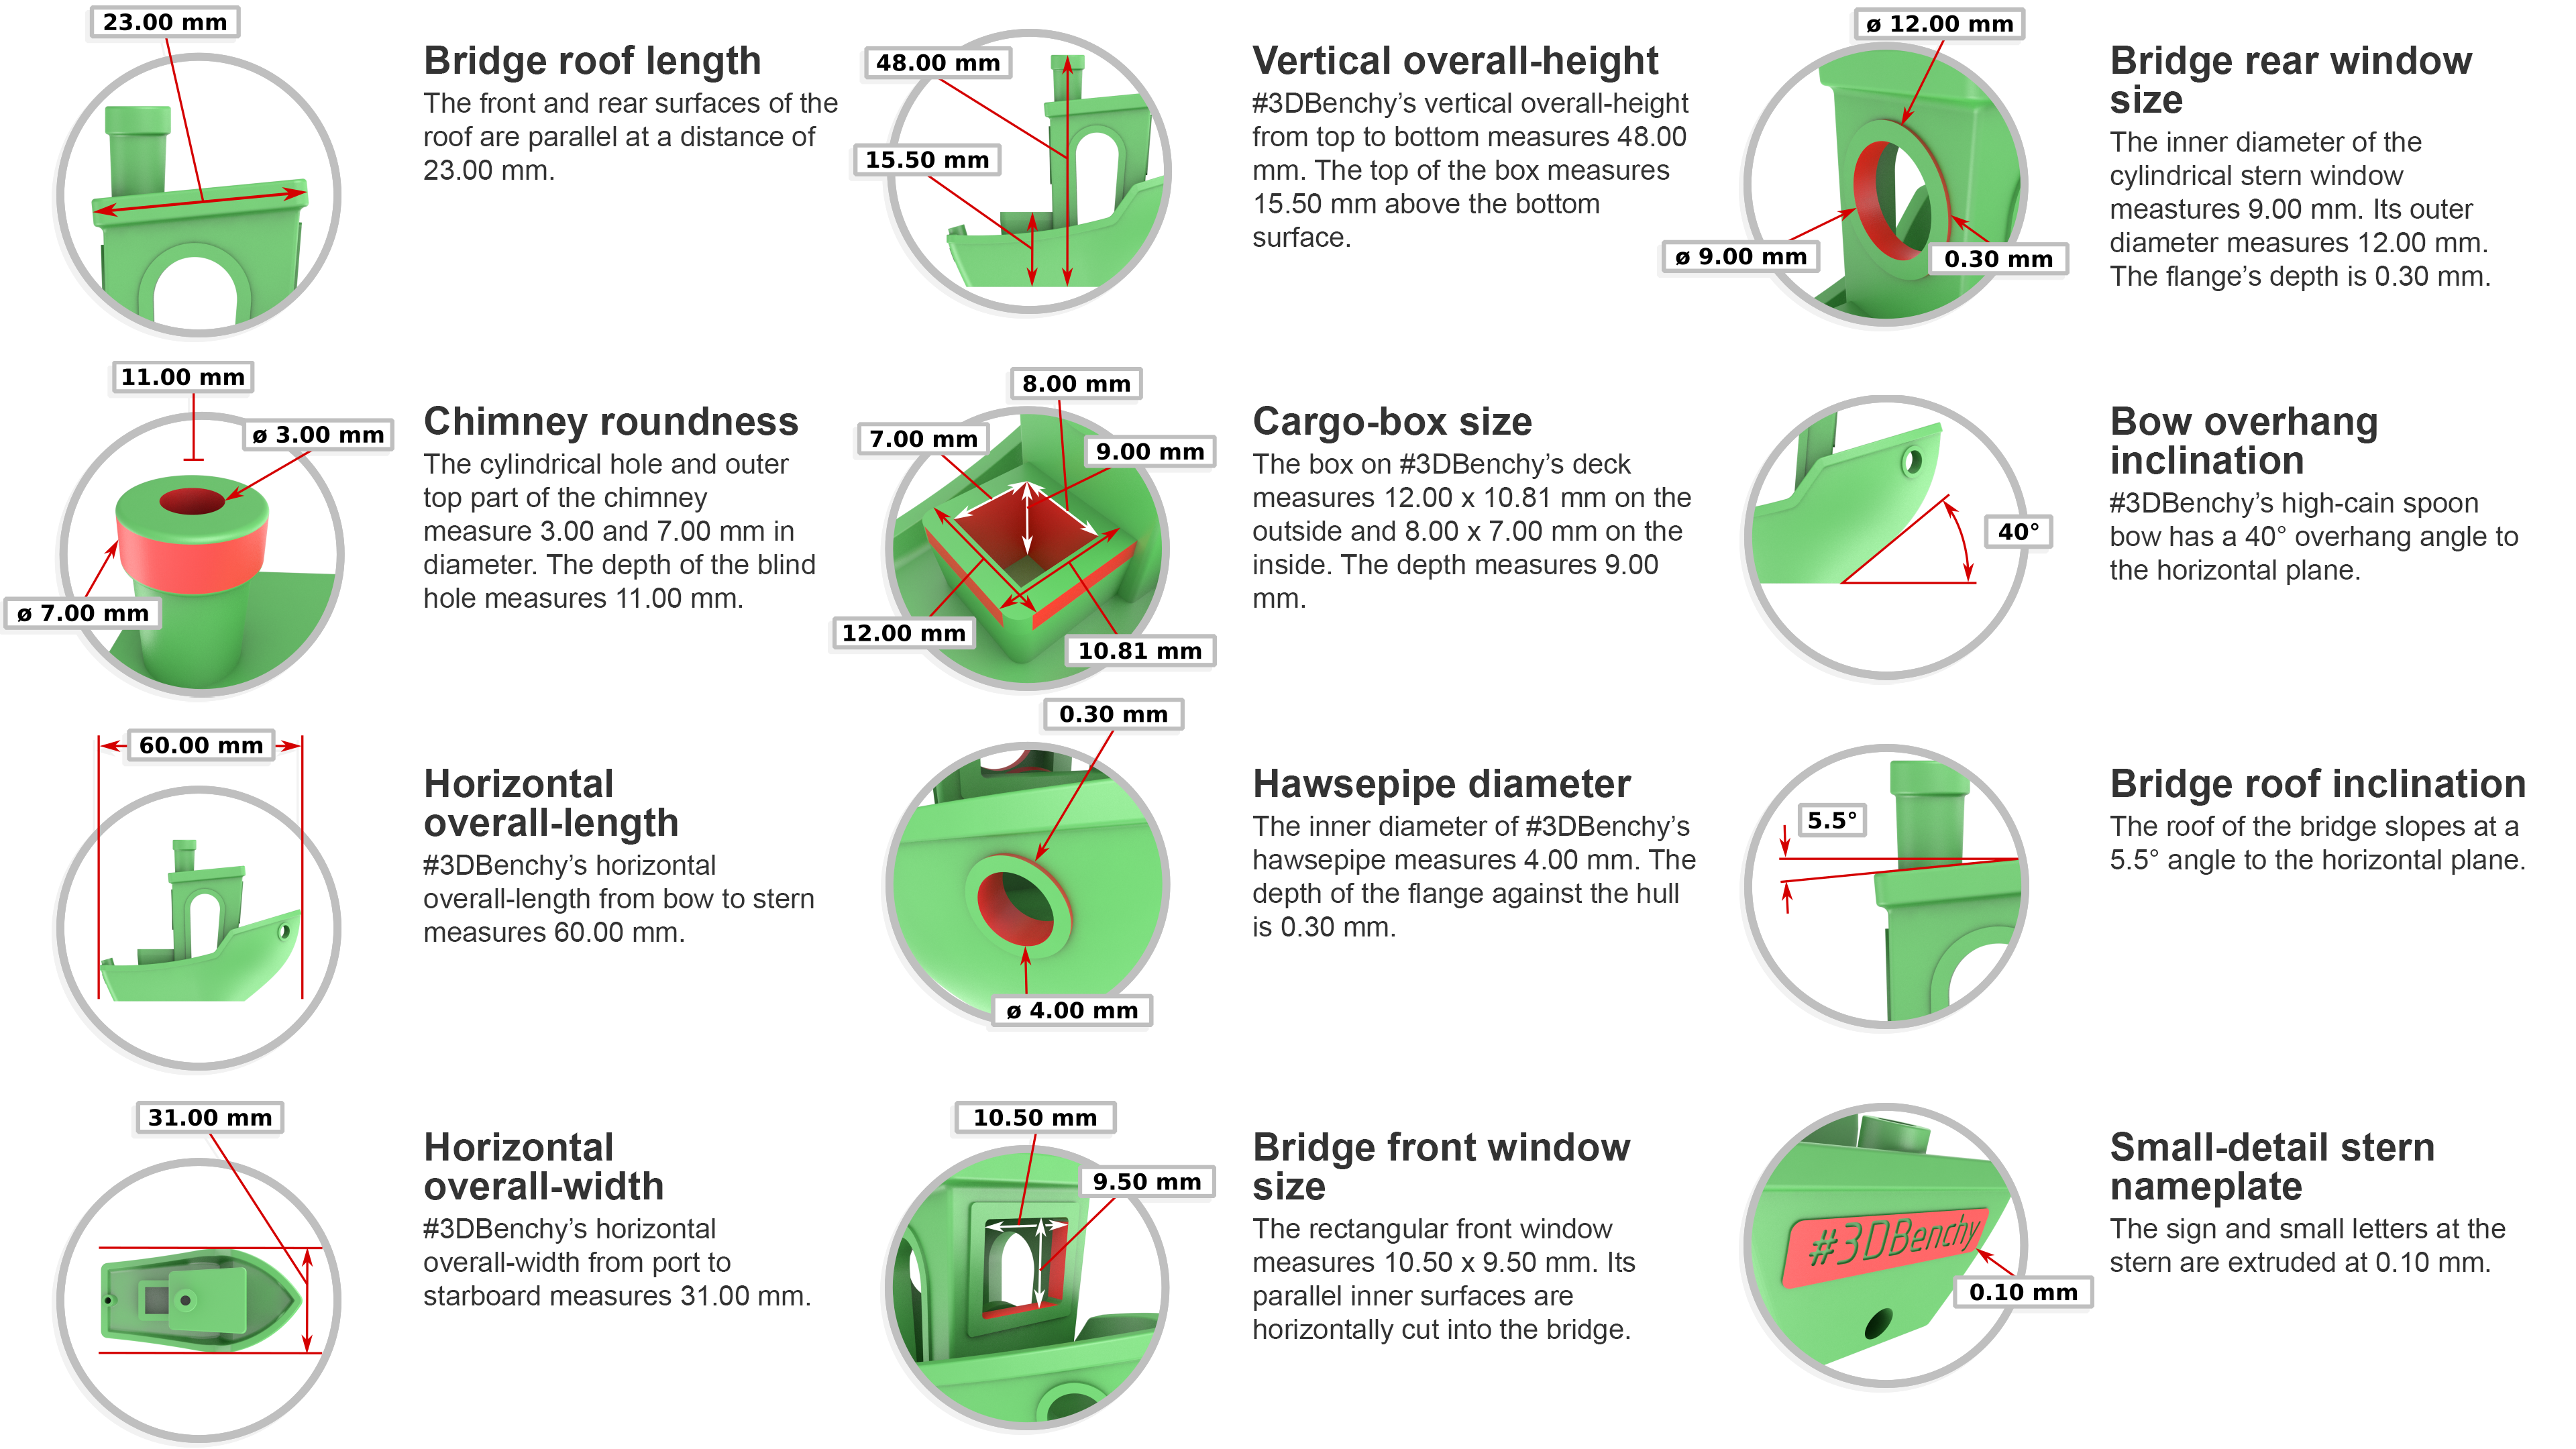 23.00 mm
Bridge roof length
The front and rear surfaces of the
roof are parallel at a distance of
23.00 mm.
48.00 mm
15.50 mm
Vertical overall-height
#3DBenchy’s vertical overall-height
from top to bottom measures 48.00
mm. The top of the box measures
15.50 mm above the bottom
surface.
ø 12.00 mm
ø 9.00 mm
0.30 mm
Bridge rear window
size
The inner diameter of the
cylindrical stern window
meastures 9.00 mm. Its outer
diameter measures 12.00 mm.
The flange’s depth is 0.30 mm.
11.00 mm
ø 3.00 mm
ø 7.00 mm
Chimney roundness
The cylindrical hole and outer
top part of the chimney
measure 3.00 and 7.00 mm in
diameter. The depth of the blind
hole measures 11.00 mm.
8.00 mm
7.00 mm
9.00 mm
12.00 mm
10.81 mm
Cargo-box size
The box on #3DBenchy’s deck
measures 12.00 x 10.81 mm on the
outside and 8.00 x 7.00 mm on the
inside. The depth measures 9.00
mm.
40°
Bow overhang
inclination
#3DBenchy’s high-cain spoon
bow has a 40° overhang angle to
the horizontal plane.
60.00 mm
Horizontal
overall-length
#3DBenchy’s horizontal
overall-length from bow to stern
measures 60.00 mm.
0.30 mm
ø 4.00 mm
Hawsepipe diameter
The inner diameter of #3DBenchy’s
hawsepipe measures 4.00 mm. The
depth of the flange against the hull
is 0.30 mm.
5.5°
Bridge roof inclination
The roof of the bridge slopes at a
5.5° angle to the horizontal plane.
31.00 mm
Horizontal
overall-width
#3DBenchy’s horizontal
overall-width from port to
starboard measures 31.00 mm.
10.50 mm
9.50 mm
Bridge front window
size
The rectangular front window
measures 10.50 x 9.50 mm. Its
parallel inner surfaces are
horizontally cut into the bridge.
#3DBenchy
0.10 mm
Small-detail stern
nameplate
The sign and small letters at the
stern are extruded at 0.10 mm.